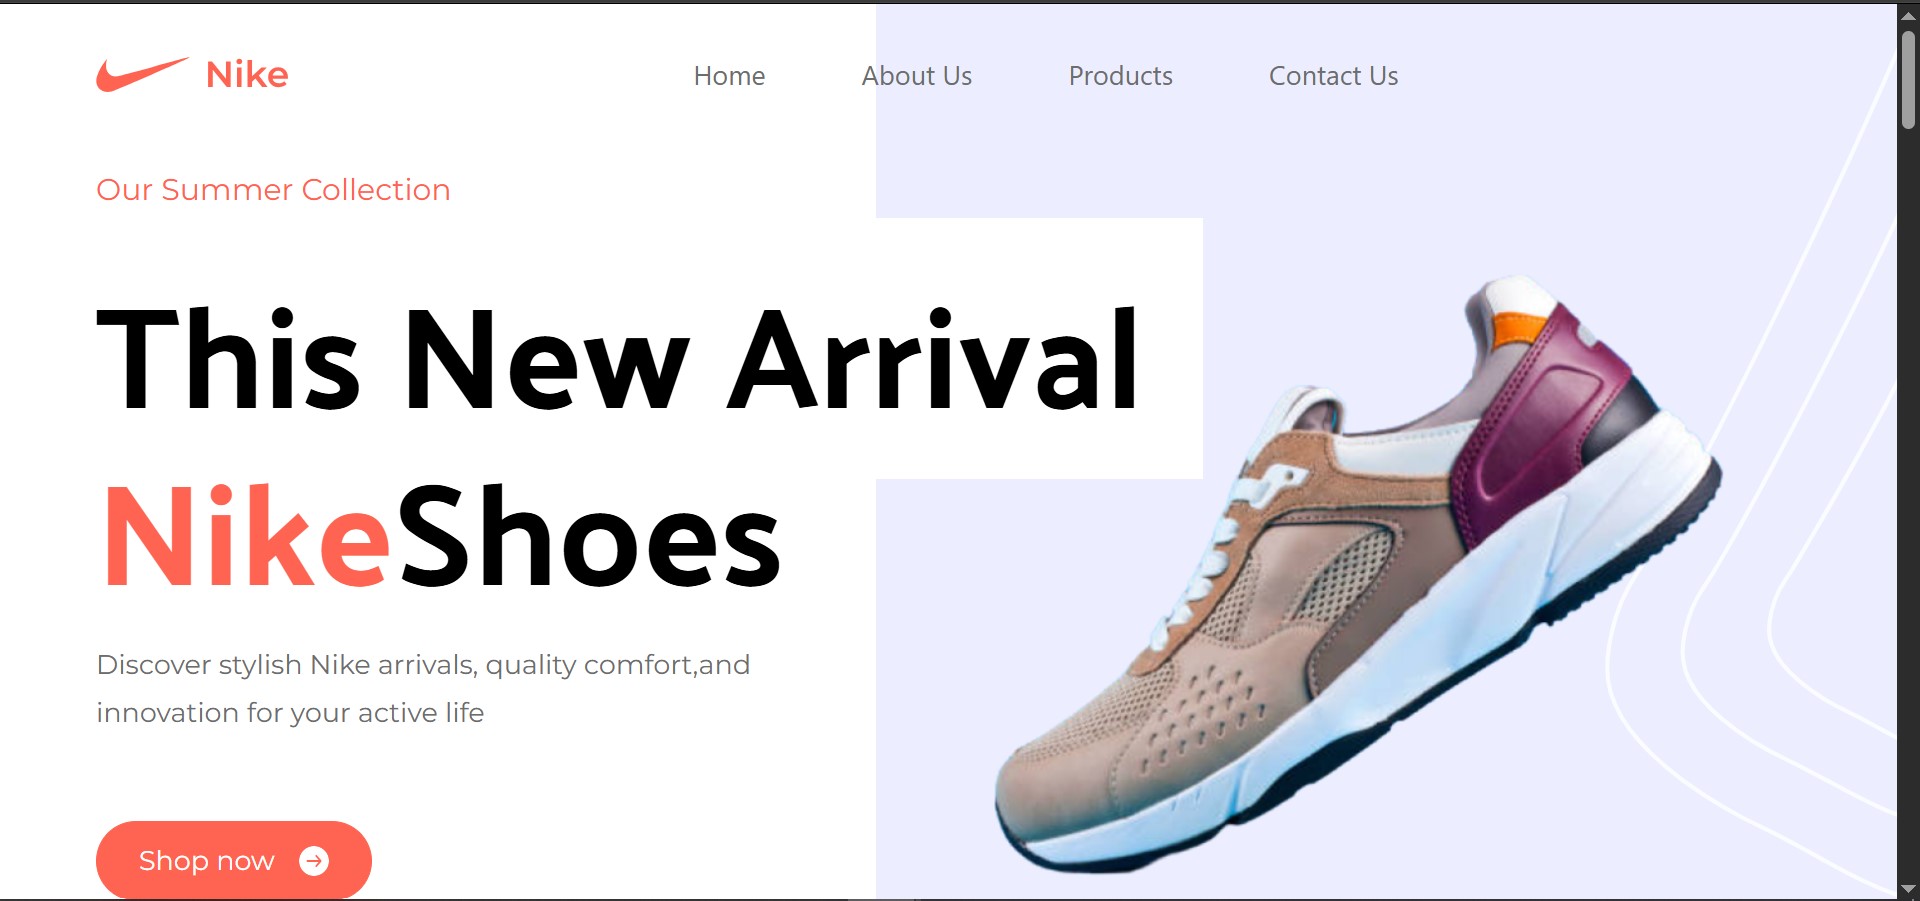 Nike
Home About Us Products Contact Us
Our Summer Collection
This New Arrival
NikeShoes
Discover stylish Nike arrivals, quality comfort,and
innovation for your active life
Shop now